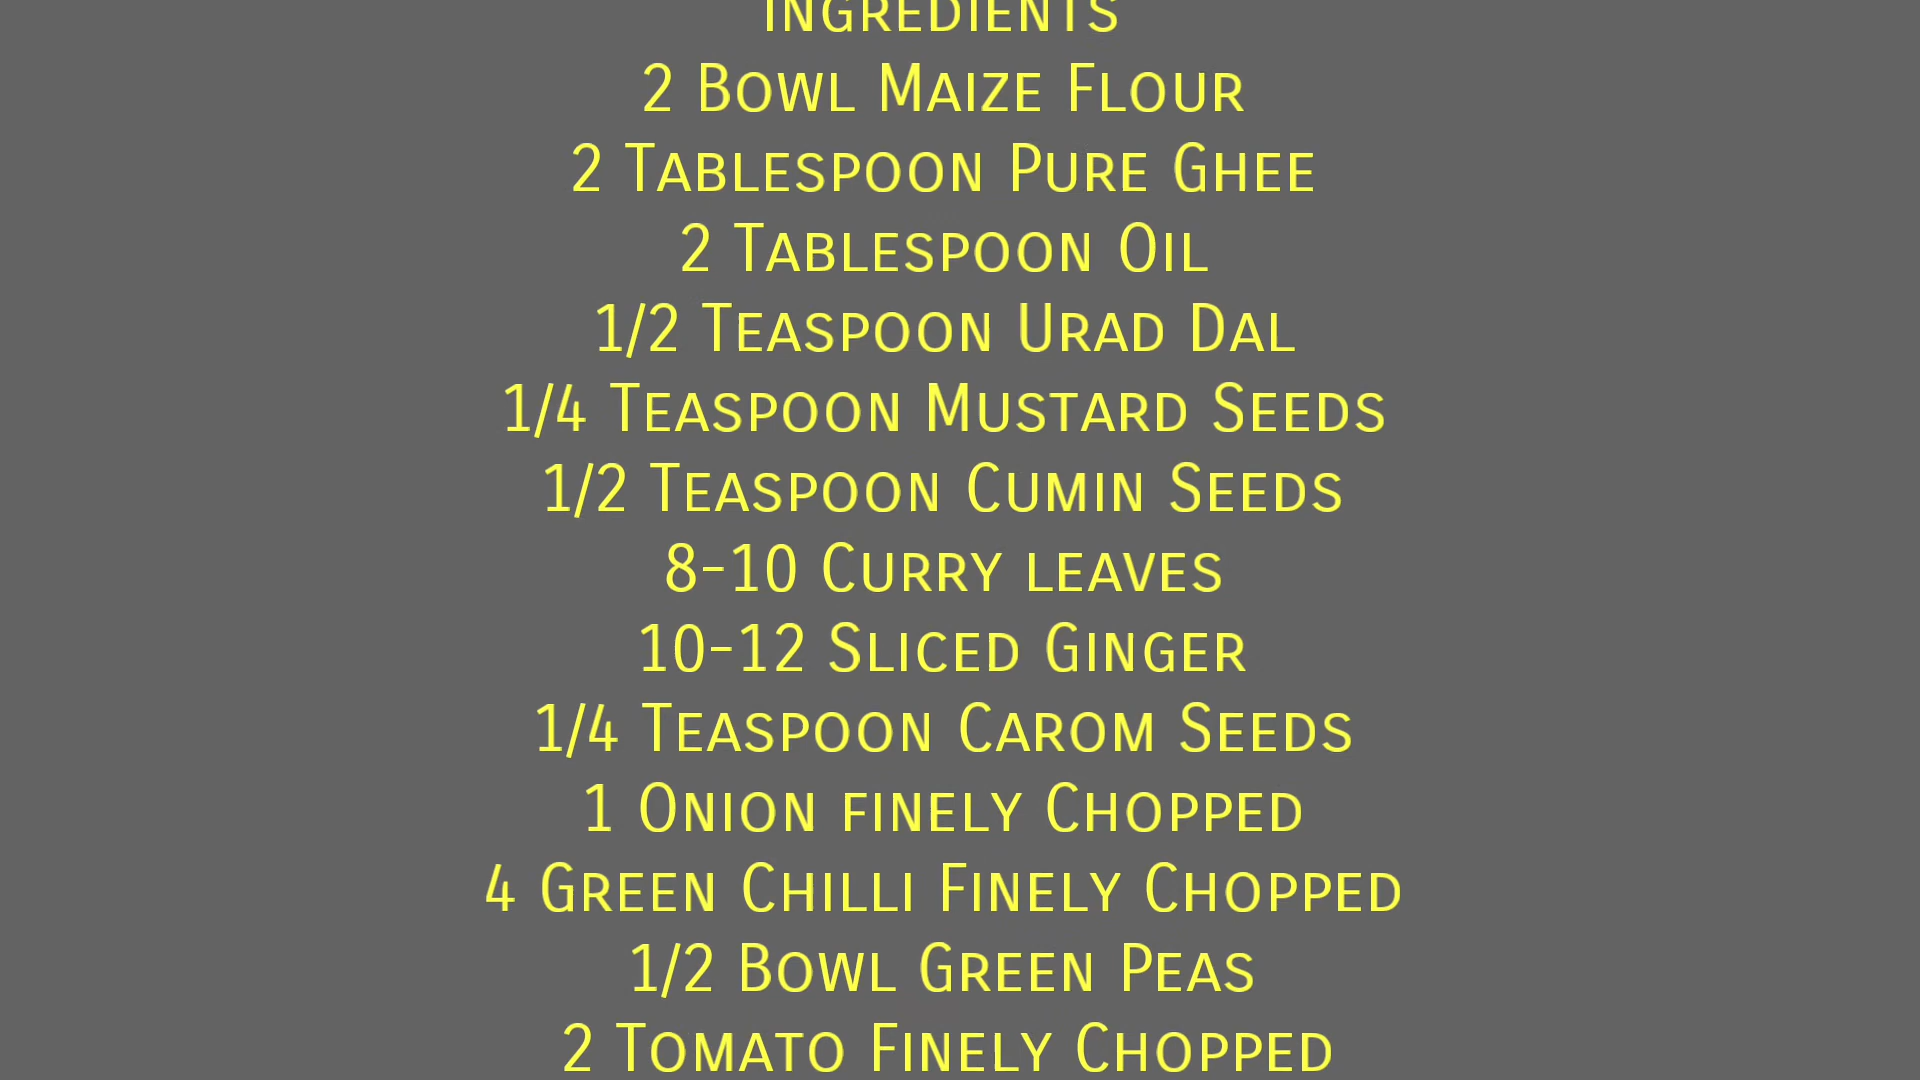 INGREDIENTS
2 Bowl Maize Flour
2 Tablespoon Pure Ghee
2 Tablespoon Oil
1/2 Teaspoon Urad Dal
1/4 Teaspoon Mustard Seeds
1/2 Teaspoon Cumin Seeds
8-10 Curry leaves
10-12 Sliced Ginger
1/4 Teaspoon Carom Seeds
1 Onion finely Chopped
4 Green Chilli Finely Chopped
1/2 Bowl Green Peas
2 Tomato Finely Chopped